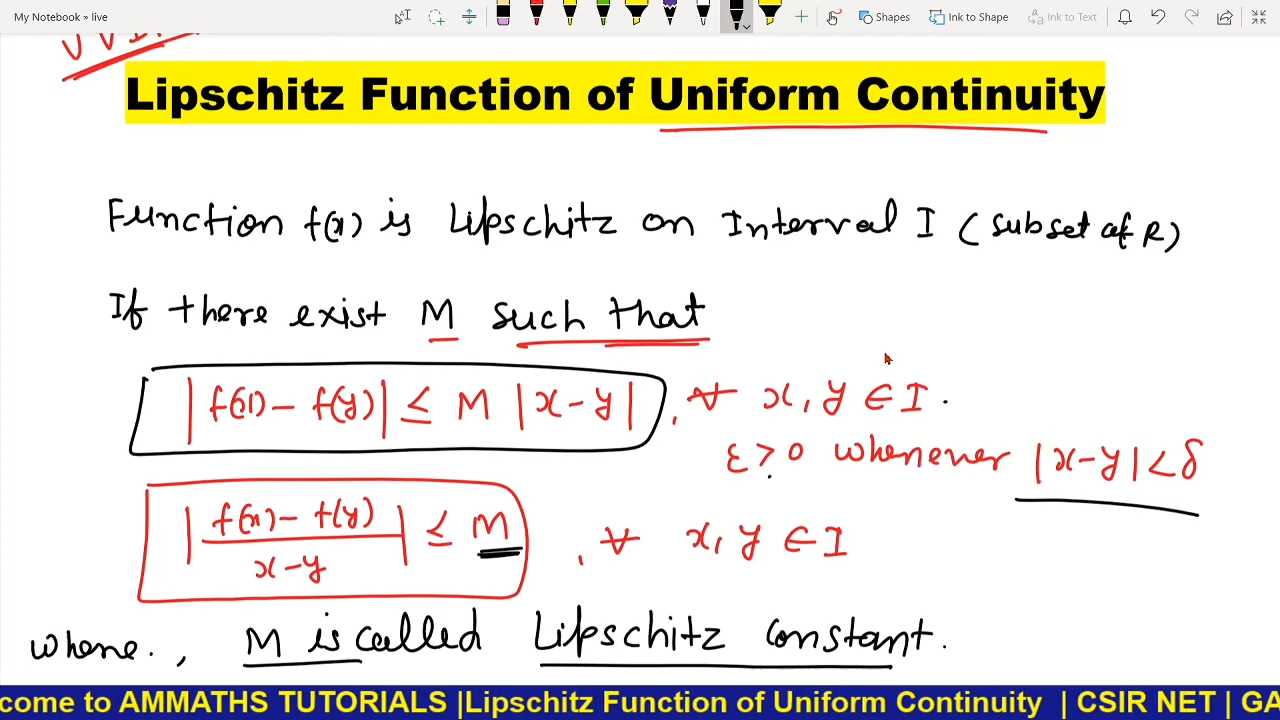 My Notebook » live
Shapes
Ink to Shape
Ink to Text
Lipschitz Function of Uniform Continuity
Function f(x) is Lipschitz on Interval I (subset of R)
If there exist M such that
|f(x) - f(y)| ≤ M |x-y| , ∀ x, y ∈ I.
ε > 0 whenever |x-y| < δ
|f(x) - f(y) / x-y| ≤ M , ∀ x, y ∈ I
where. , M is called Lipschitz constant.
come to AMMATHS TUTORIALS |Lipschitz Function of Uniform Continuity | CSIR NET | GA